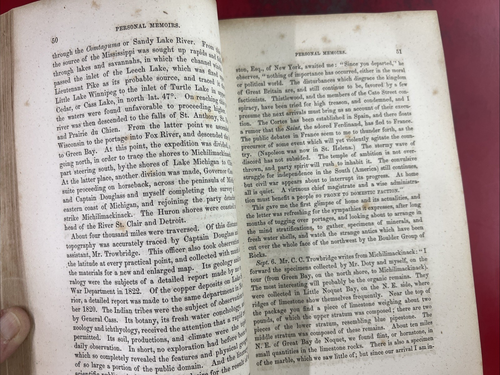 50
PERSONAL MEMOIRS.
through the Comtaguma or Sandy Lake River. From
the source of the Mississippi was sought up rapids and
through lakes and savannahs, in which the channel
passed the inlet of the Leech Lake, which was fixed
Lieutenant Pike as its probable source, and traced
Little Lake Winnipeg to the inlet of Turtle Lake in
Cedar, or Cass Lake, in north lat. 47°. On reaching
the waters were found unfavorable to proceeding
river was then descended to the falls of St. Anthony,
and Prairie du Chien. From the latter point we
Wisconsin to the portage into Fox River, and descended
to Green Bay. At this point, the expedition was divided,
going north, in order to trace the shores to Michilimackinack.
part steering south, by the shores of Lake Michigan to
At the latter place, another division was made, Governor
suite proceeding on horseback, across the peninsula of
and Captain Douglass and myself completing the survey
eastern coast of Michigan, and rejoining the party
strike Michilimackinack. The Huron shores were
head of the River St. Clair and Detroit.
About four thousand miles were traversed. Of this
topography was accurately traced by Captain Douglass
assistant, Mr. Trowbridge. This officer also took
the latitude at every practical point, and collected
the materials for a new and enlarged map. Its geology
ralogy were the subjects of a detailed report made by
War Department in 1822. Of the copper deposits on
rior, a detailed report was made to the same department
ber 1820. The Indian tribes were the subject of
by General Cass. Its botany, its fresh water conchology,
zoology and ichthyology, received the attention that a
permitted. Its soil, productions, and climate were the
daily observation. In short, no exploration had before
which so completely revealed the features and physical
of so large a portion of the public domain. And the
PERSONAL MEMOIRS.
51
ston, Esq., of New York, awaited me: "Since you departed," he
observes, "nothing of importance has occurred, either in the moral
or political world. The disturbances which disgrace the kingdom
of Great Britain are, and still continue to be, favored by a few
factionists. Thistlewood, and the members of the Cato Street con-
spiracy, have been tried for high treason, and condemned, and I
presume the next arrivals must bring us an account of their execu-
tion. The Cortes has been established in Spain, and there floats
a rumor that the Saint, the adored Ferdinand, has fled to France.
The public debates in France seem to me to thunder forth, as the
precursors of some event which will yet violently agitate the com-
try. (Napoleon was now in St. Helena.) The stormy wave of
discord has not subsided. The temple of ambition is not over-
thrown, and party spirit will rush to inhabit it. The convulsive
struggle for independence in the South (America) still continues,
but civil war appears about to interrupt its progress. At home
all is quiet. A virtuous chief magistrate and a wise administra-
tion must benefit a people SO PRONE TO DOMESTIC FACTION."
This gave me the first glimpse of home and its actualities, and
the letter was refreshing for the sympathies it expresses, after long
months of tugging over portages, and looking about to arrange in
the mind stratifications, to gather specimens of minerals, and
fresh water shells, and watch the strange antics which have been
cut over the whole face of the northwest by the Boulder Group of
Rocks.
Sept. 6. Mr. C. C. Trowbridge writes from Michilimackinack: "I
forward the specimens collected by Mr. Doty and myself, on the
tour (from Green Bay, on the north shore, to Michilimackinack).
The most interesting will probably be the organic remains. They
were collected in Little Noquet Bay, on the N. E. side, where
ridges of limestone show themselves frequently. Near the top of
the package you find a piece of limestone weighing about two
pounds, of which the upper stratum was composed; there are two
pieces of the lower stratum, resembling blue pipestone. The
middle stratum was composed of these remains. About ten miles
N. E. of Great Bay de Noquet, we found flint, or hornstone, in
small quantities in the limestone rocks. There is also a specimen
of the marble, which we saw little of; but since our arrival I am in-